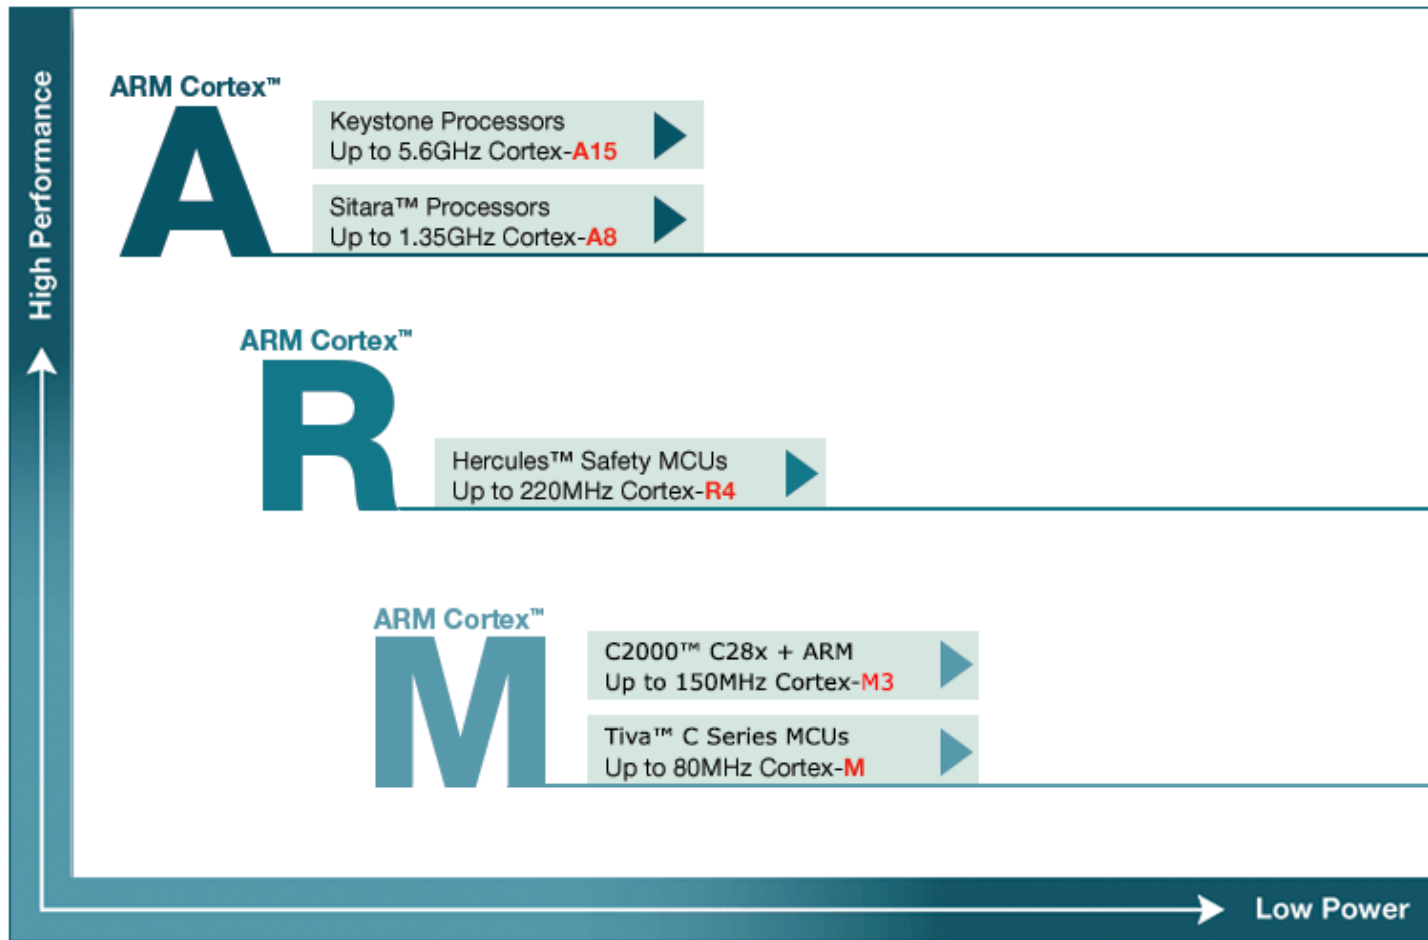 High Performance
ARM Cortex™
A
Keystone Processors
Up to 5.6GHz Cortex-A15
Sitara™ Processors
Up to 1.35GHz Cortex-A8
ARM Cortex™
R
Hercules™ Safety MCUs
Up to 220MHz Cortex-R4
ARM Cortex™
M
C2000™ C28x + ARM
Up to 150MHz Cortex-M3
Tiva™ C Series MCUs
Up to 80MHz Cortex-M
Low Power